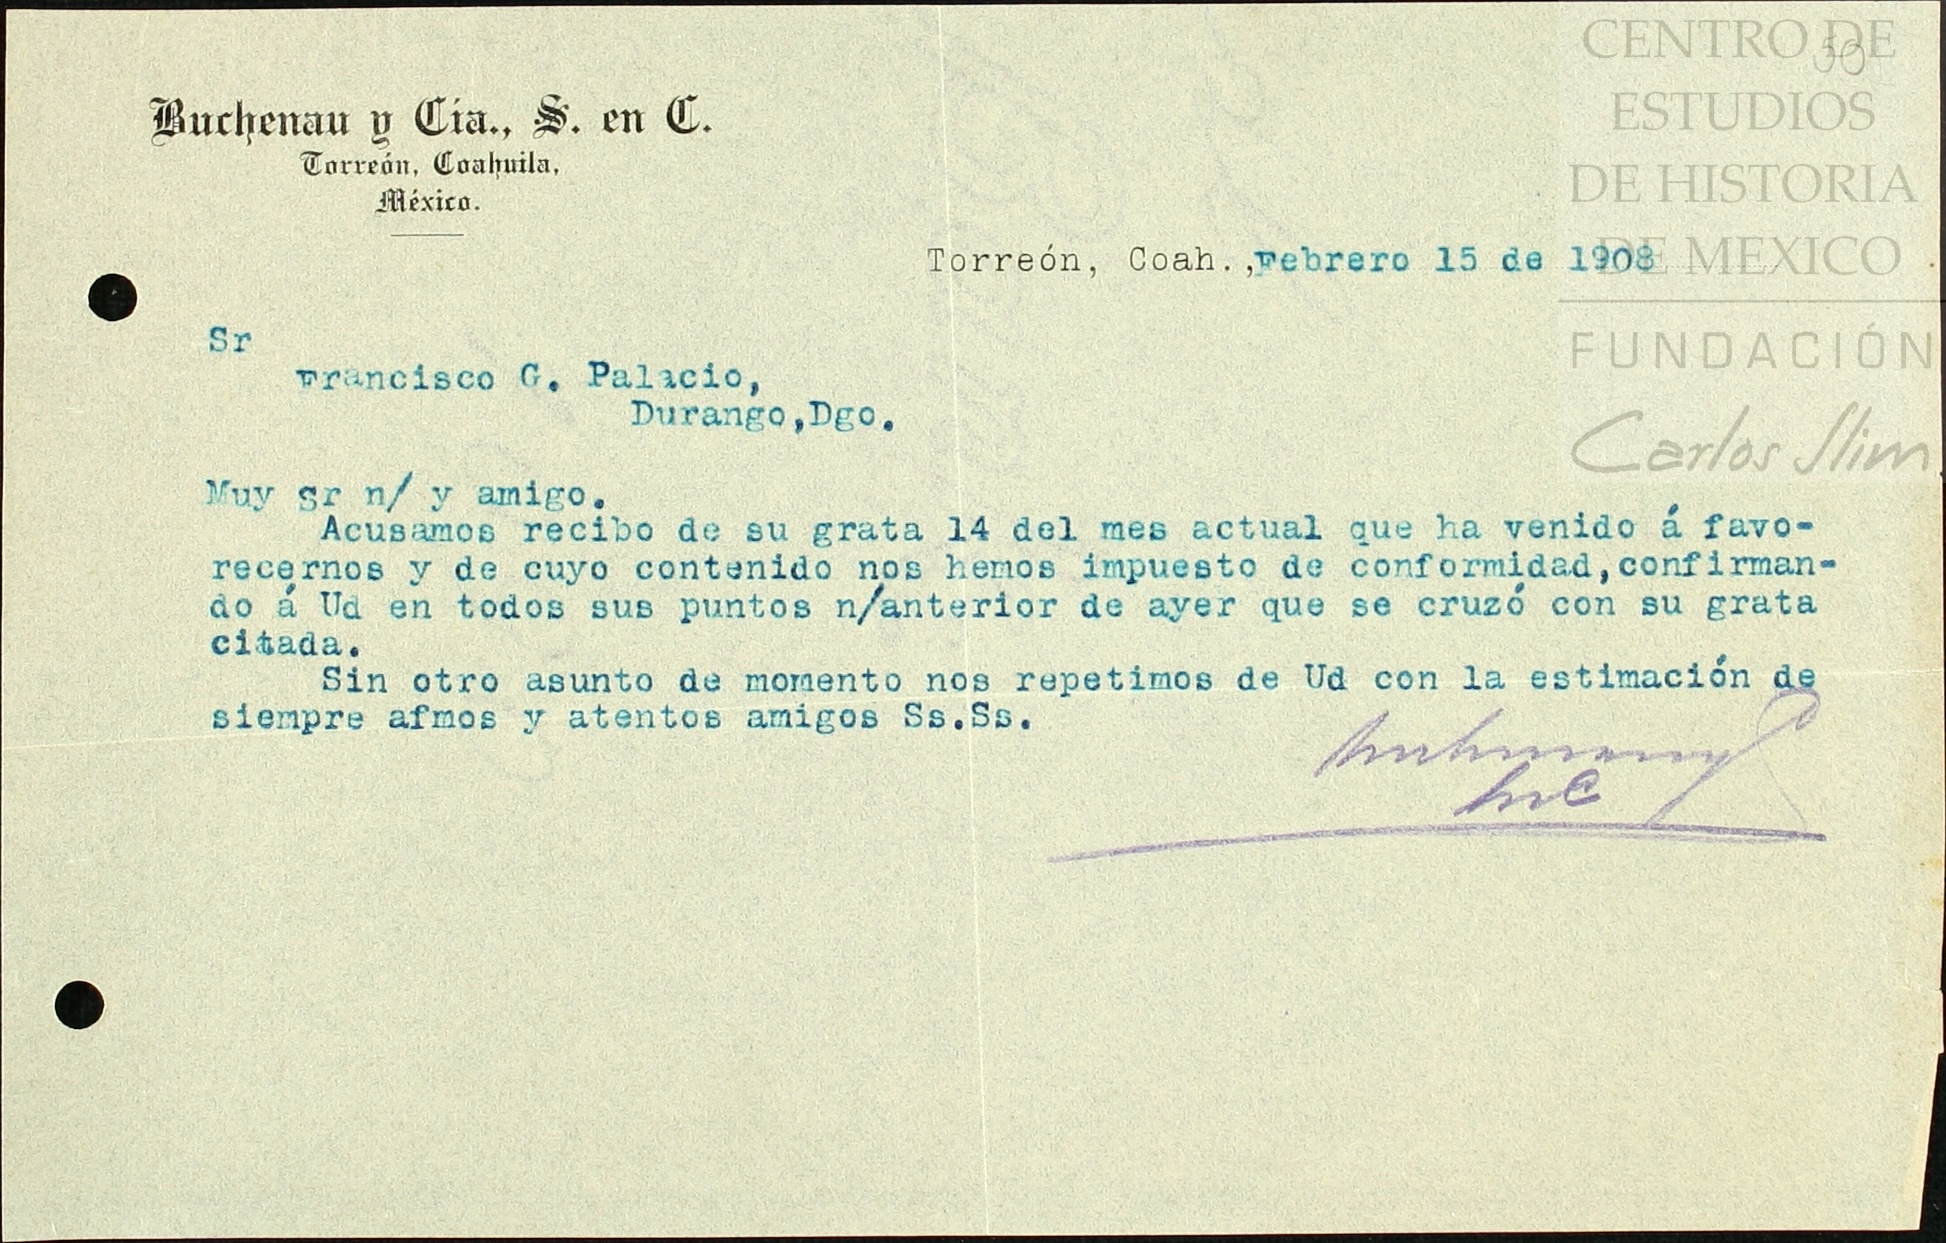 Buchenau y Cía., S. en C.
Torreón, Coahuila,
México.
50
Torreón, Coah.,Febrero 15 de 1908
Sr
Francisco G. Palacio,
Durango,Dgo.
Muy sr n/ y amigo.
Acusamos recibo de su grata 14 del mes actual que ha venido á favo-
recernos y de cuyo contenido nos hemos impuesto de conformidad,confirman-
do á Ud en todos sus puntos n/anterior de ayer que se cruzó con su grata
citada.
Sin otro asunto de momento nos repetimos de Ud con la estimación de
siempre afmos y atentos amigos Ss.Ss.
CENTRO DE
ESTUDIOS
DE HISTORIA
DE MEXICO
FUNDACIÓN
Carlos Slim